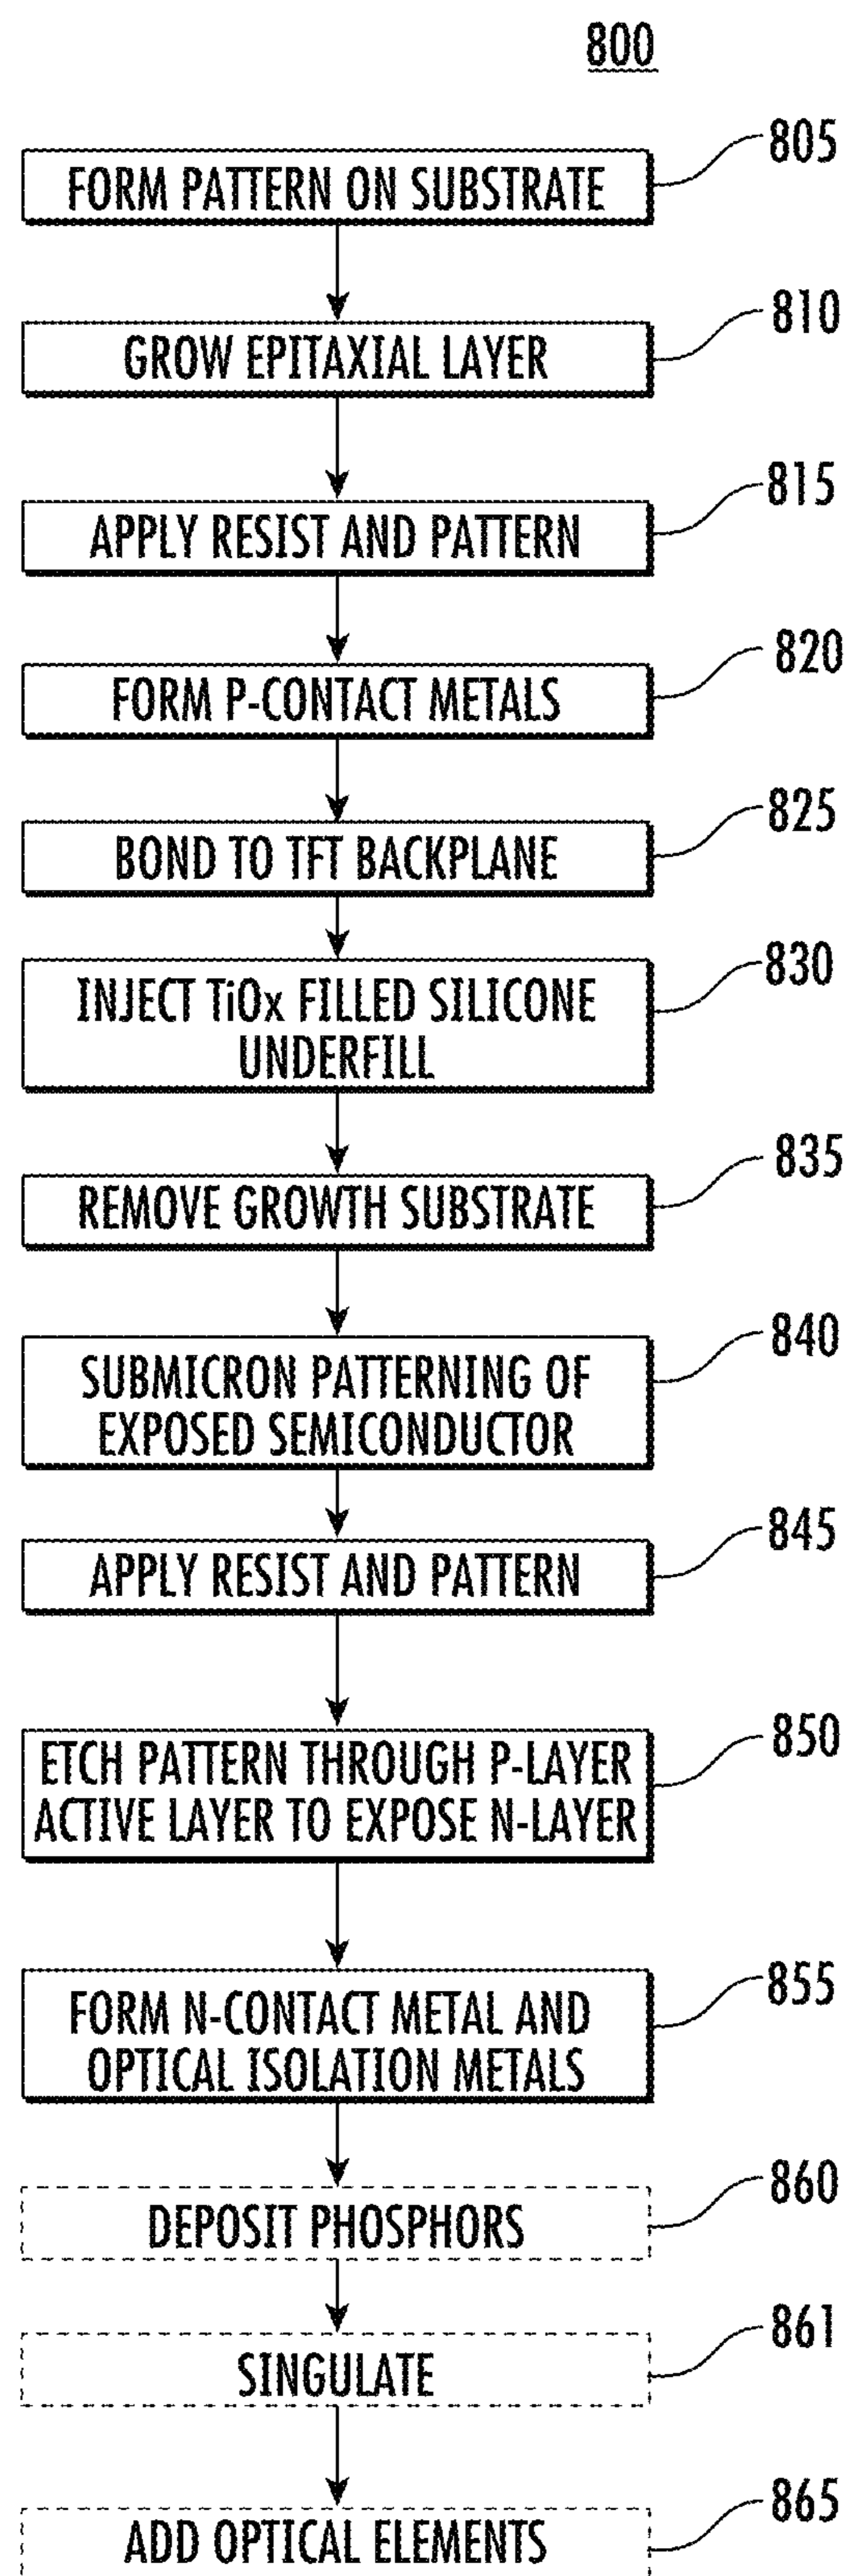 800
FORM PATTERN ON SUBSTRATE
805
GROW EPITAXIAL LAYER
810
APPLY RESIST AND PATTERN
815
FORM P-CONTACT METALS
820
BOND TO TFT BACKPLANE
825
INJECT TiOx FILLED SILICONE
UNDERFILL
830
REMOVE GROWTH SUBSTRATE
835
SUBMICRON PATTERNING OF
EXPOSED SEMICONDUCTOR
840
APPLY RESIST AND PATTERN
845
ETCH PATTERN THROUGH P-LAYER
ACTIVE LAYER TO EXPOSE N-LAYER
850
FORM N-CONTACT METAL AND
OPTICAL ISOLATION METALS
855
DEPOSIT PHOSPHORS
860
SINGULATE
861
ADD OPTICAL ELEMENTS
865